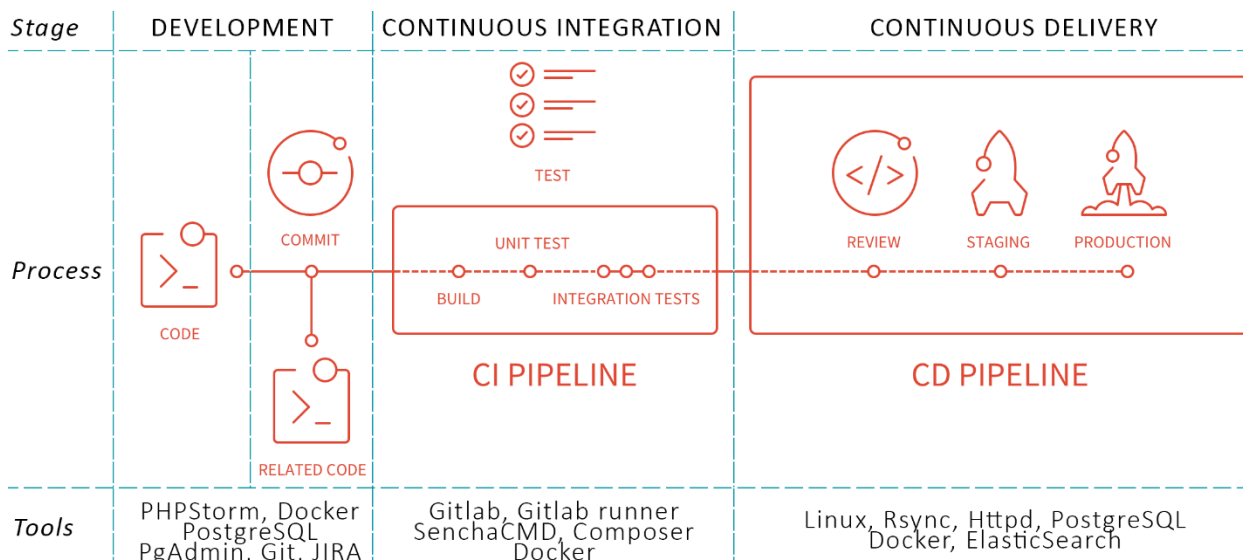 Stage
DEVELOPMENT
CONTINUOUS INTEGRATION
CONTINUOUS DELIVERY
Process
CODE
COMMIT
RELATED CODE
TEST
UNIT TEST
BUILD
INTEGRATION TESTS
CI PIPELINE
REVIEW
STAGING
PRODUCTION
CD PIPELINE
Tools
PHPStorm, Docker
PostgreSQL
PgAdmin, Git, JIRA
Gitlab, Gitlab runner
SenchaCMD, Composer
Docker
Linux, Rsync, Httpd, PostgreSQL
Docker, ElasticSearch